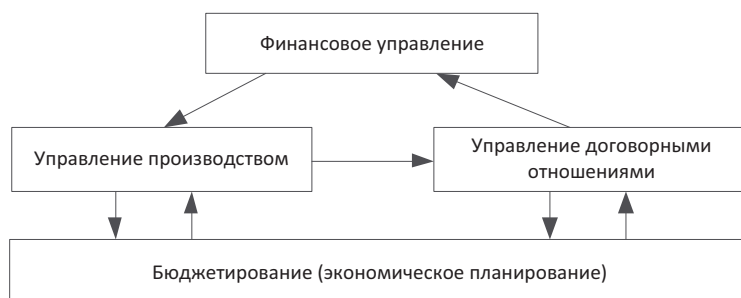 Финансовое управление
Управление производством
Управление договорными
отношениями
Бюджетирование (экономическое планирование)